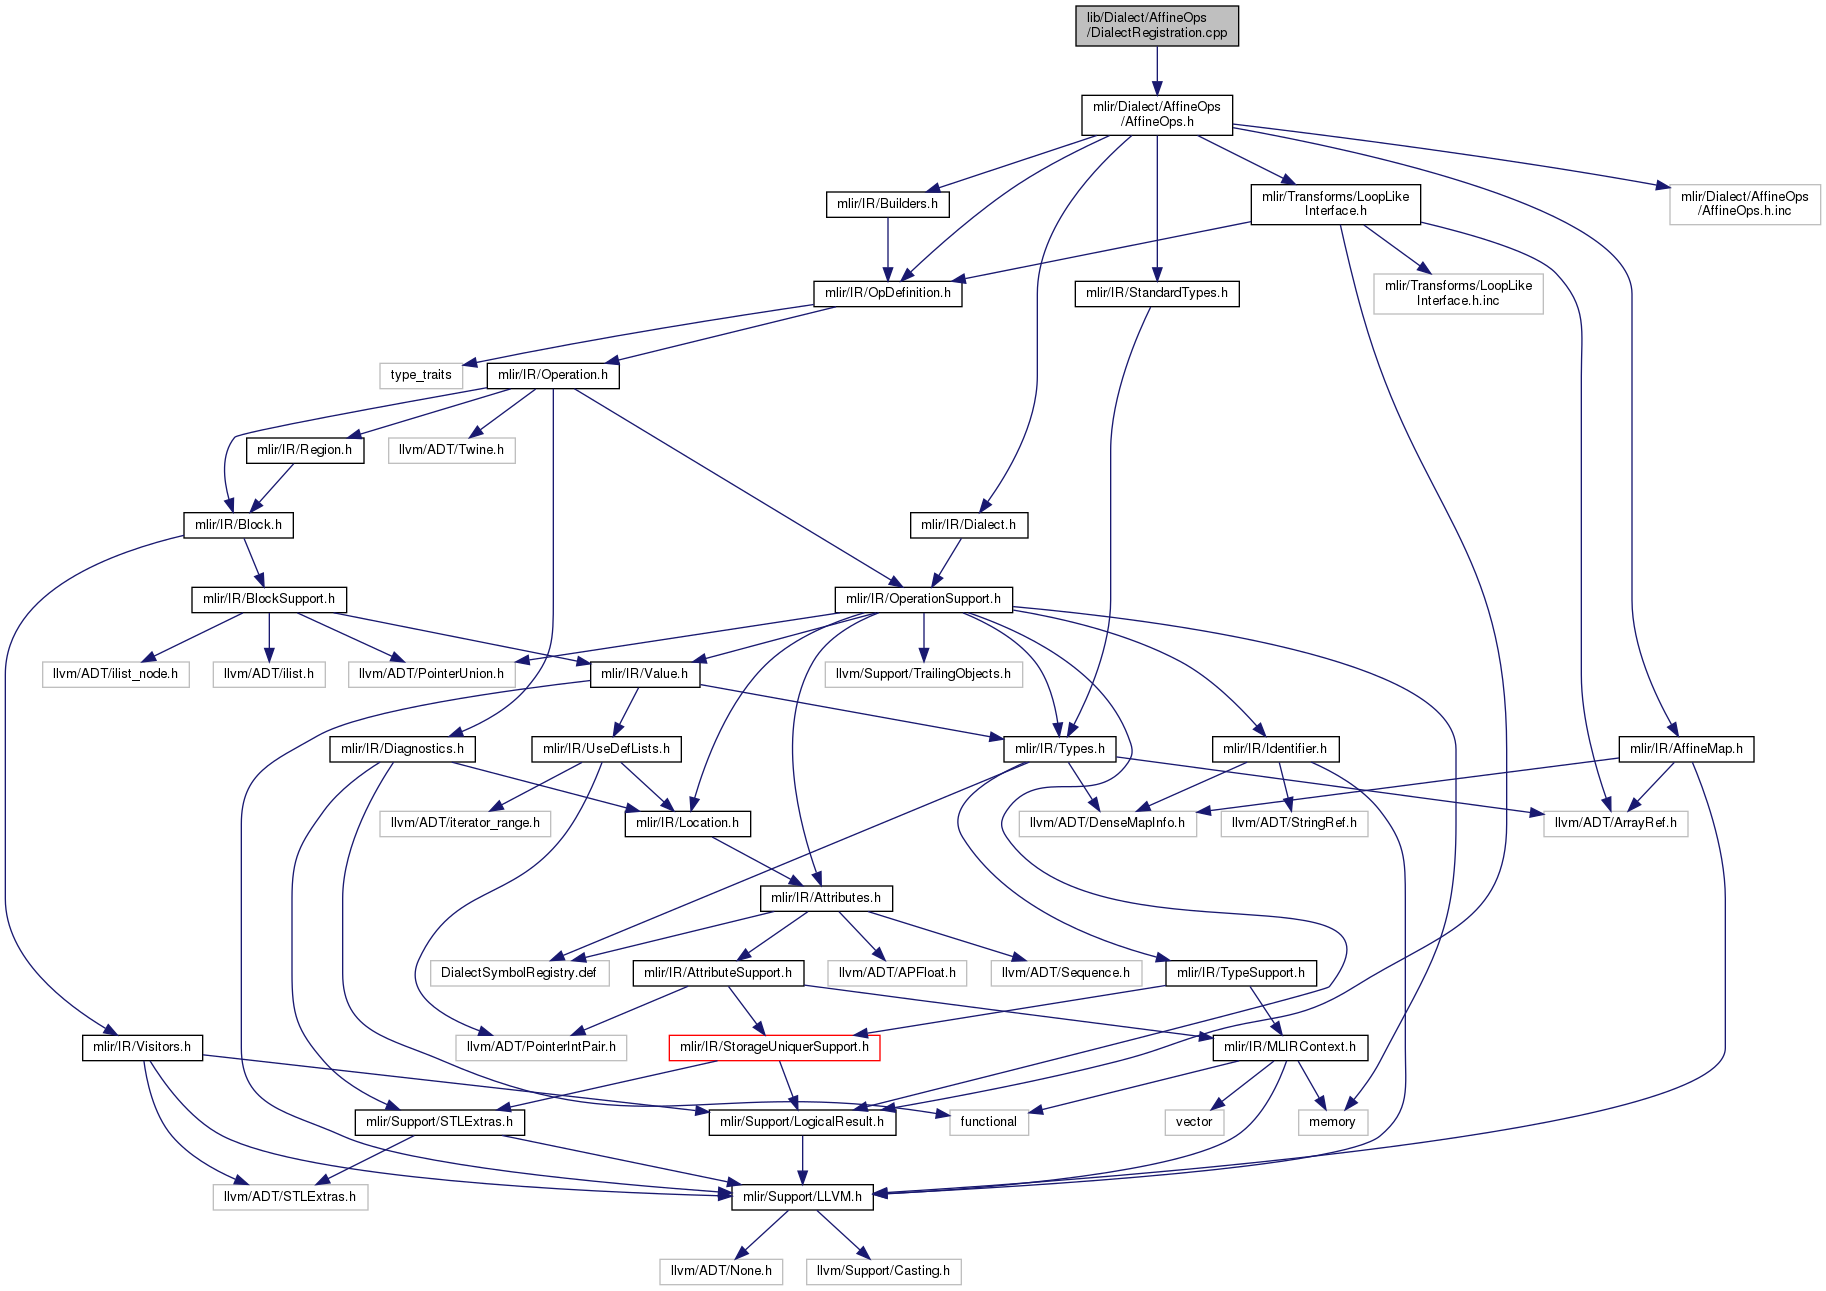 lib/Dialect/AffineOps
/DialectRegistration.cpp
mlir/Dialect/AffineOps
/AffineOps.h
mlir/IR/Builders.h
mlir/Transforms/LoopLike
Interface.h
mlir/Dialect/AffineOps
/AffineOps.h.inc
mlir/IR/OpDefinition.h
mlir/IR/StandardTypes.h
mlir/Transforms/LoopLike
Interface.h.inc
type_traits
mlir/IR/Operation.h
mlir/IR/Region.h
llvm/ADT/Twine.h
mlir/IR/Block.h
mlir/IR/Dialect.h
mlir/IR/BlockSupport.h
mlir/IR/OperationSupport.h
llvm/ADT/ilist_node.h
llvm/ADT/ilist.h
llvm/ADT/PointerUnion.h
mlir/IR/Value.h
llvm/Support/TrailingObjects.h
mlir/IR/Diagnostics.h
mlir/IR/UseDefLists.h
mlir/IR/Types.h
mlir/IR/Identifier.h
mlir/IR/AffineMap.h
llvm/ADT/iterator_range.h
mlir/IR/Location.h
llvm/ADT/DenseMapInfo.h
llvm/ADT/StringRef.h
llvm/ADT/ArrayRef.h
mlir/IR/Attributes.h
DialectSymbolRegistry.def
mlir/IR/AttributeSupport.h
llvm/ADT/APFloat.h
llvm/ADT/Sequence.h
mlir/IR/TypeSupport.h
mlir/IR/Visitors.h
llvm/ADT/PointerIntPair.h
mlir/IR/StorageUniquerSupport.h
mlir/IR/MLIRContext.h
mlir/Support/STLExtras.h
mlir/Support/LogicalResult.h
functional
vector
memory
llvm/ADT/STLExtras.h
mlir/Support/LLVM.h
llvm/ADT/None.h
llvm/Support/Casting.h